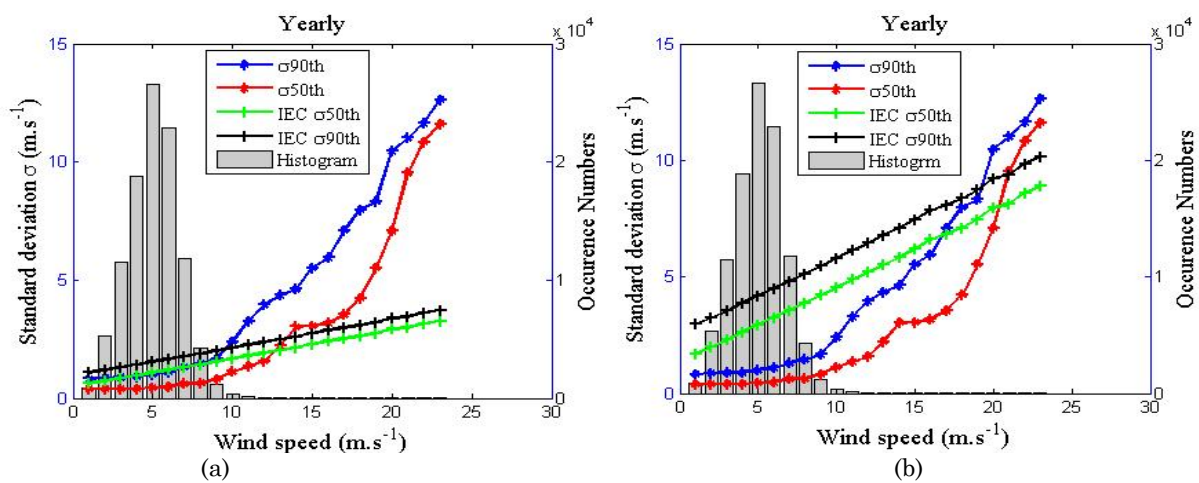 Yearly
x 10⁴
Standard deviation σ (m.s⁻¹)
15
10
5
0
σ90th
σ50th
IEC σ50th
IEC σ90th
Histogram
3
2
1
0
Occurence Numbers
0 5 10 15 20 25 30
Wind speed (m.s⁻¹)
(a)
Yearly
x 10⁴
Standard deviation σ (m.s⁻¹)
15
10
5
0
σ90th
σ50th
IEC σ50th
IEC σ90th
Histogrm
3
2
1
0
Occurence Numbers
0 5 10 15 20 25 30
Wind speed (m.s⁻¹)
(b)